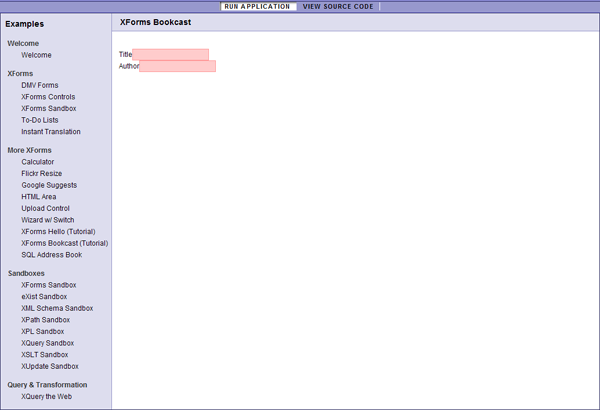 RUN APPLICATION VIEW SOURCE CODE
Examples
Welcome
Welcome
XForms
DMV Forms
XForms Controls
XForms Sandbox
To-Do Lists
Instant Translation
More XForms
Calculator
Flickr Resize
Google Suggests
HTML Area
Upload Control
Wizard w/ Switch
XForms Hello (Tutorial)
XForms Bookcast (Tutorial)
SQL Address Book
Sandboxes
XForms Sandbox
eXist Sandbox
XML Schema Sandbox
XPath Sandbox
XPL Sandbox
XQuery Sandbox
XSLT Sandbox
XUpdate Sandbox
Query & Transformation
XQuery the Web
XForms Bookcast
Title
Author